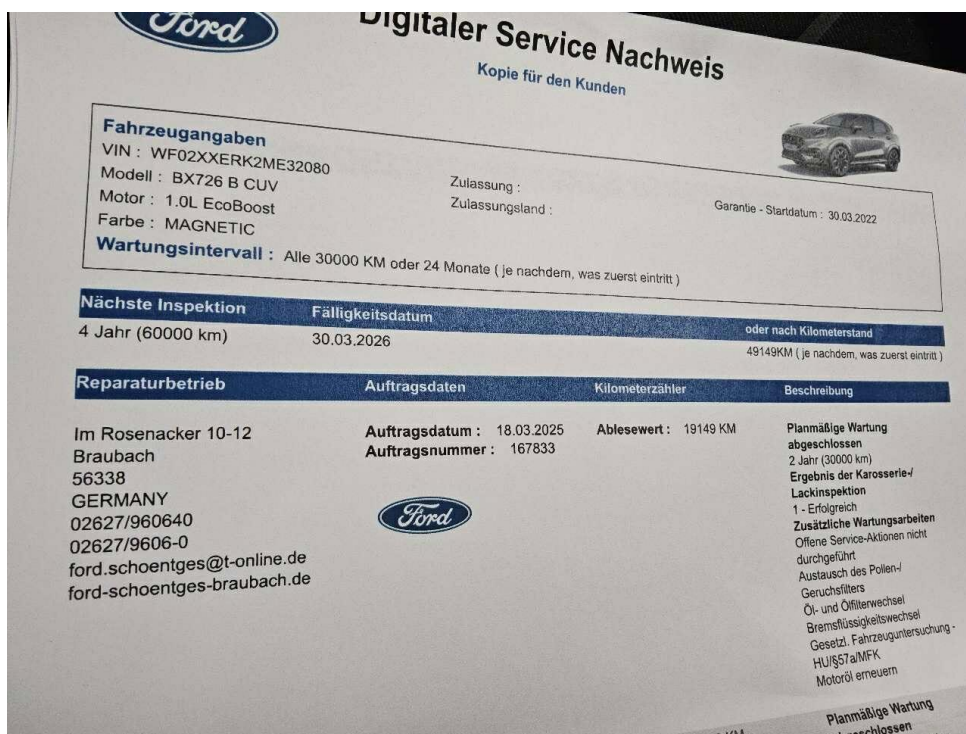 Ford
Digitaler Service Nachweis
Kopie für den Kunden
Fahrzeugangaben
VIN : WF02XXERK2ME32080
Modell : BX726 B CUV
Motor : 1.0L EcoBoost
Farbe : MAGNETIC
Zulassung :
Zulassungsland :
Garantie - Startdatum : 30.03.2022
Wartungsintervall : Alle 30000 KM oder 24 Monate ( je nachdem, was zuerst eintritt )
Nächste Inspektion Fälligkeitsdatum oder nach Kilometerstand
4 Jahr (60000 km) 30.03.2026 49149KM ( je nachdem, was zuerst eintritt )
Reparaturbetrieb Auftragsdaten Kilometerzähler Beschreibung
Im Rosenacker 10-12
Braubach
56338
GERMANY
02627/960640
02627/9606-0
ford.schoentges@t-online.de
ford-schoentges-braubach.de
Auftragsdatum : 18.03.2025
Auftragsnummer : 167833
Ford
Ablesewert : 19149 KM
Planmäßige Wartung
abgeschlossen
2 Jahr (30000 km)
Ergebnis der Karosserie-/
Lackinspektion
1 - Erfolgreich
Zusätzliche Wartungsarbeiten
Offene Service-Aktionen nicht
durchgeführt
Austausch des Pollen-/
Geruchsfilters
Öl- und Ölfilterwechsel
Bremsflüssigkeitswechsel
Gesetzl. Fahrzeuguntersuchung -
HU/§57a/MFK
Motoröl erneuern
KM
Planmäßige Wartung